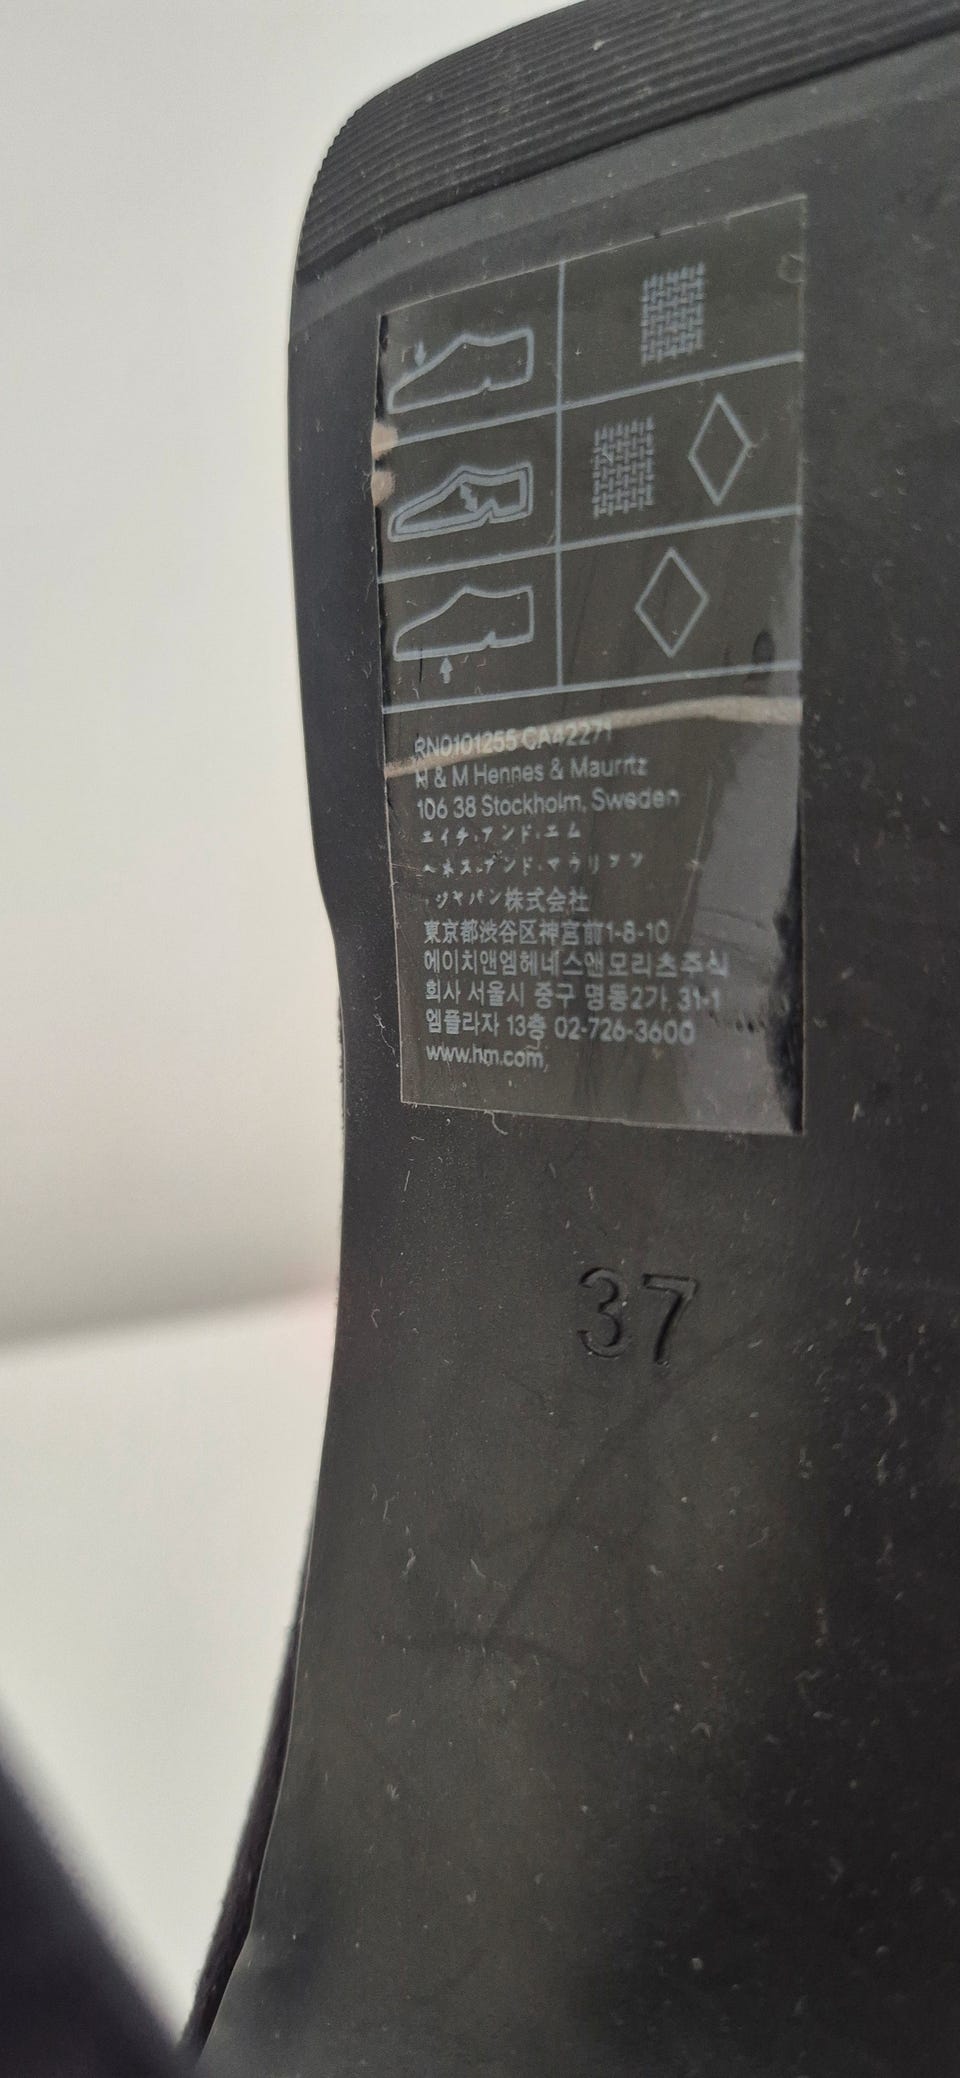 RN0101255 CA42271
H & M Hennes & Mauritz
106 38 Stockholm, Sweden
エイチ・アンド・エム
ヘネス・アンド・マウリッツ
・ジャパン株式会社
東京都渋谷区神宮前1-8-10
에이치앤엠헤네스앤모리츠주식
회사 서울시 중구 명동2가 31-1
엠플라자 13층 02-726-3600
www.hm.com
37